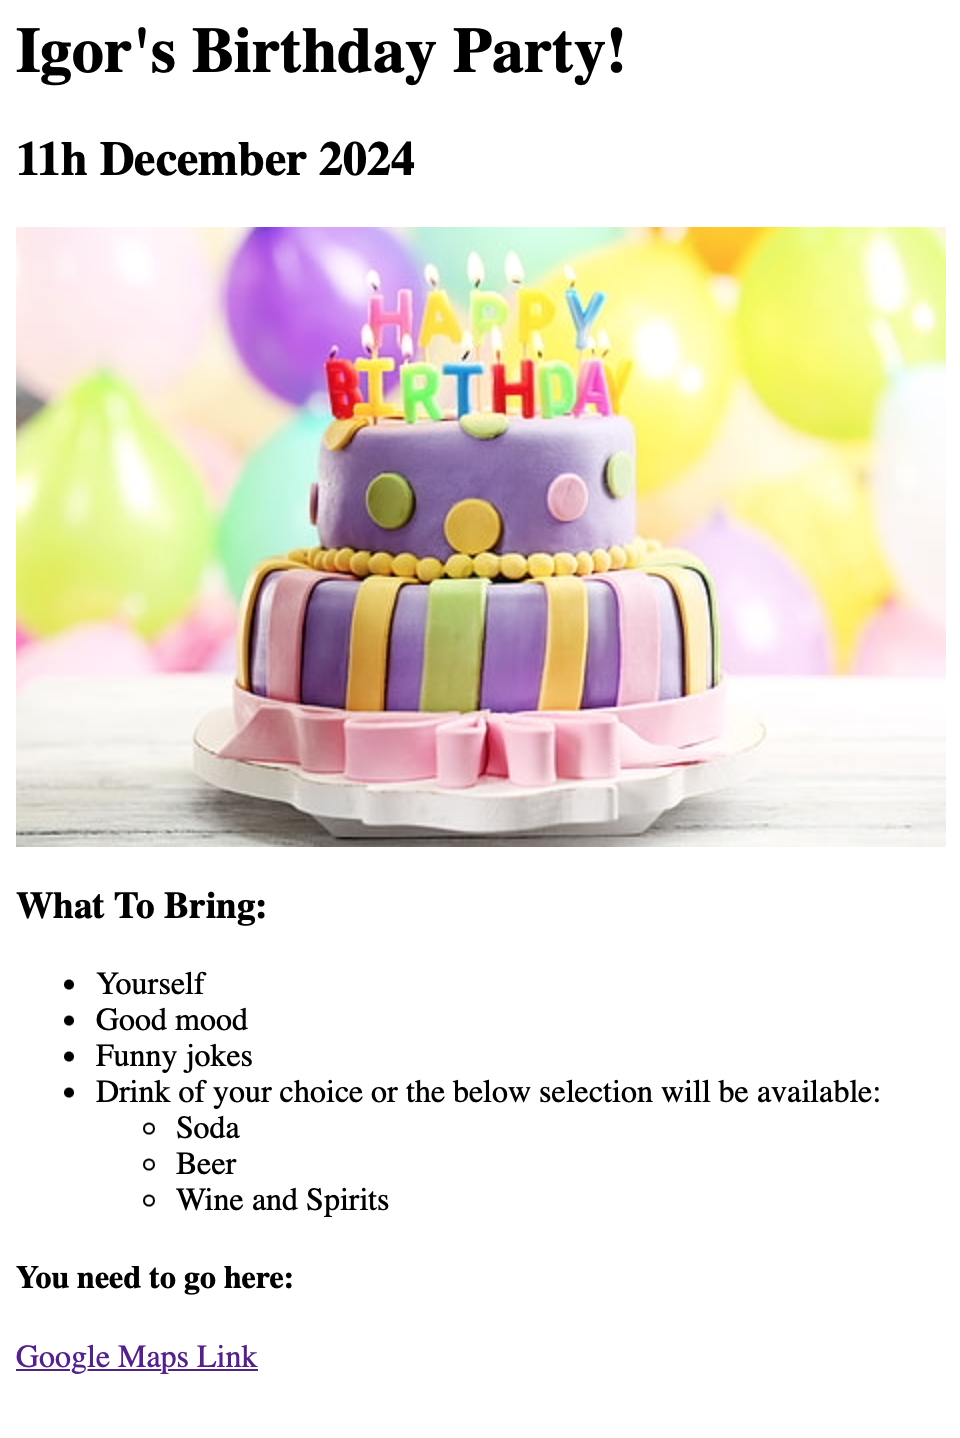 Igor's Birthday Party!
11h December 2024
HAPPY
BIRTHDAY
What To Bring:
Yourself
Good mood
Funny jokes
Drink of your choice or the below selection will be available:
Soda
Beer
Wine and Spirits
You need to go here:
Google Maps Link